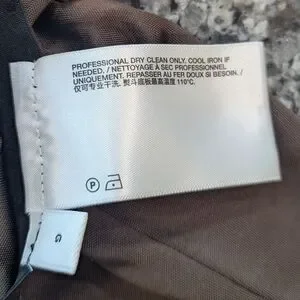 PROFESSIONAL DRY CLEAN ONLY. COOL IRON IF
NEEDED. / NETTOYAGE A SEC PROFESSIONNEL
UNIQUEMENT. REPASSER AU FER DOUX SI BESOIN. /
仅可专业干洗. 熨斗底板最高温度 110°C.
P
G